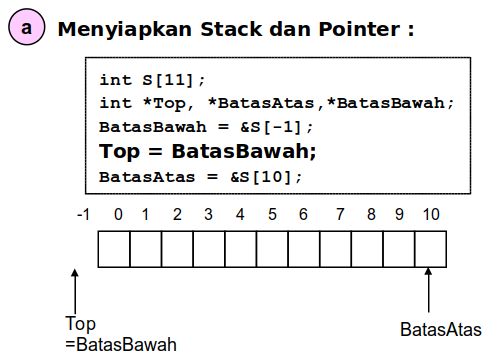 a Menyiapkan Stack dan Pointer :
int S[11];
int *Top, *BatasAtas,*BatasBawah;
BatasBawah = &S[-1];
Top = BatasBawah;
BatasAtas = &S[10];
-1 0 1 2 3 4 5 6 7 8 9 10
Top
=BatasBawah
BatasAtas